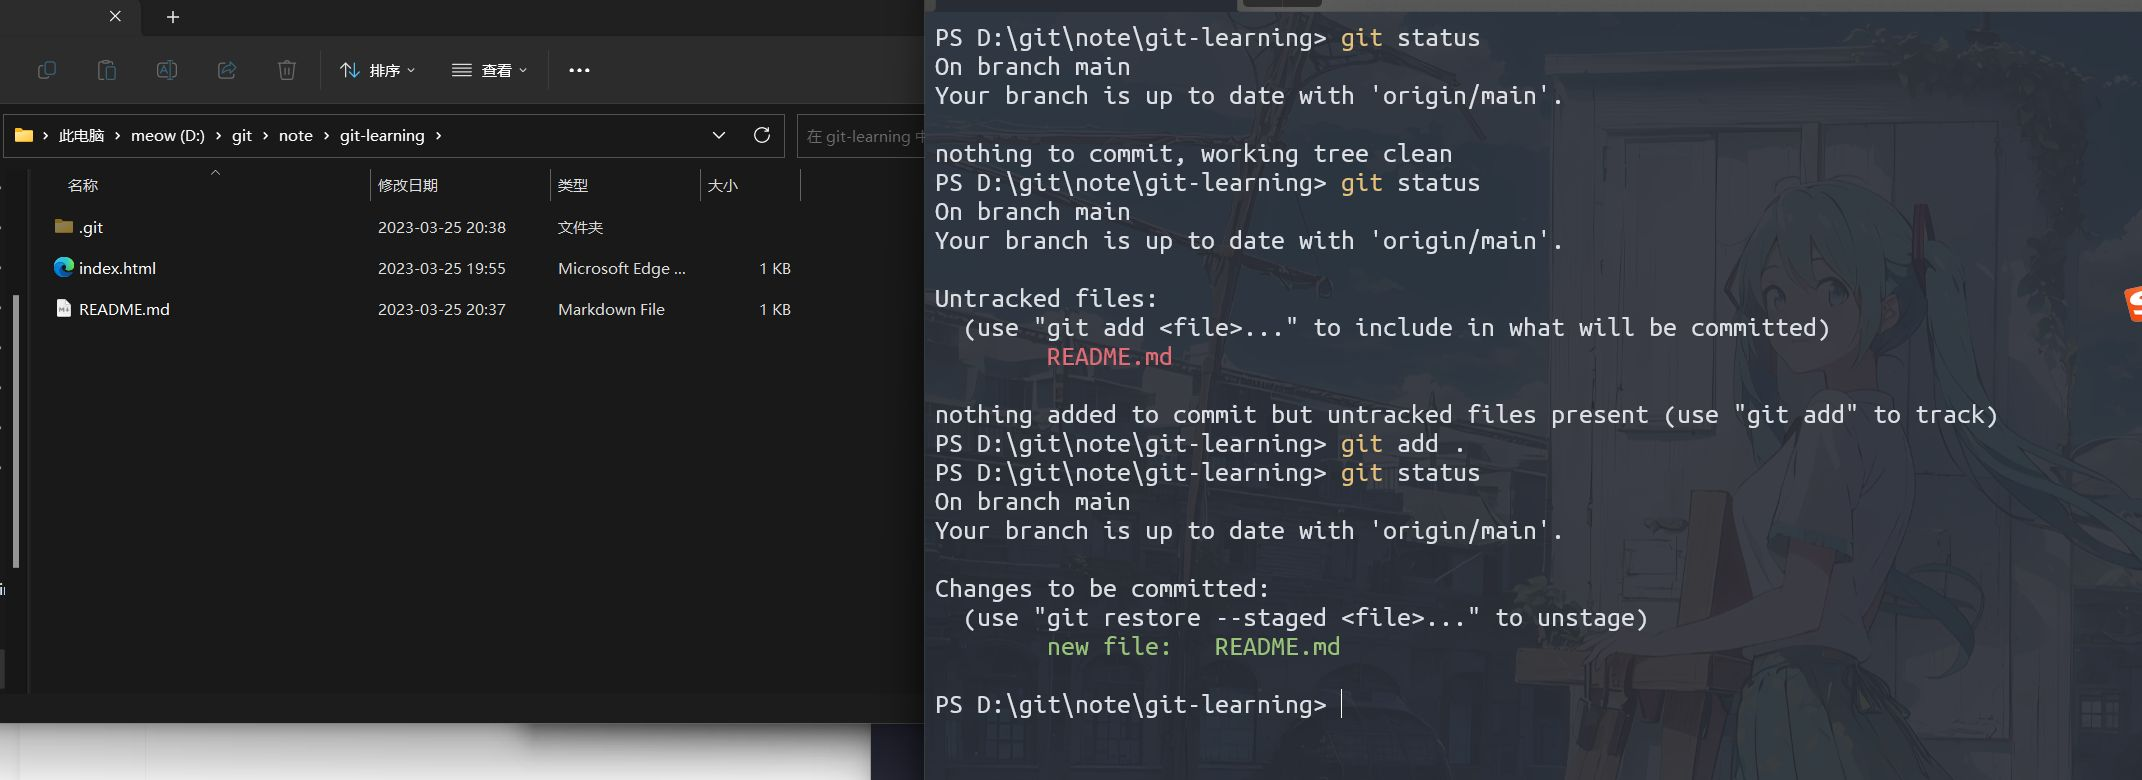 排序
查看
此电脑 > meow (D:) > git > note > git-learning >
在 git-learning
名称 修改日期 类型 大小
.git 2023-03-25 20:38 文件夹
index.html 2023-03-25 19:55 Microsoft Edge ... 1 KB
README.md 2023-03-25 20:37 Markdown File 1 KB
PS D:\git\note\git-learning> git status
On branch main
Your branch is up to date with 'origin/main'.
nothing to commit, working tree clean
PS D:\git\note\git-learning> git status
On branch main
Your branch is up to date with 'origin/main'.
Untracked files:
(use "git add <file>..." to include in what will be committed)
README.md
nothing added to commit but untracked files present (use "git add" to track)
PS D:\git\note\git-learning> git add .
PS D:\git\note\git-learning> git status
On branch main
Your branch is up to date with 'origin/main'.
Changes to be committed:
(use "git restore --staged <file>..." to unstage)
new file:   README.md
PS D:\git\note\git-learning>